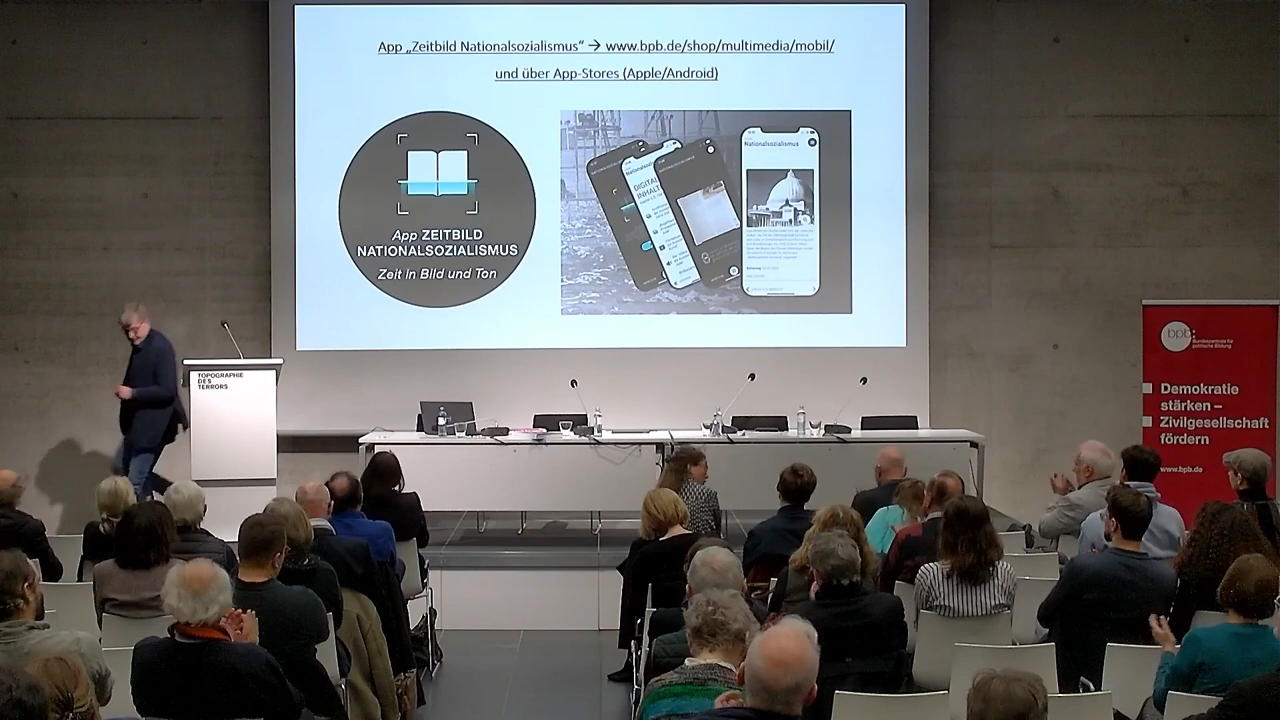 App „Zeitbild Nationalsozialismus“ → www.bpb.de/shop/multimedia/mobil/
und über App-Stores (Apple/Android)
App ZEITBILD
NATIONALSOZIALISMUS
Zeit in Bild und Ton
DIGITAL
INHALT
Nationalsozialismus
TOPOGRAPHIE
DES
TERRORS
bpb:
Bundeszentrale für
politische Bildung
Demokratie
stärken –
Zivilgesellschaft
fördern
www.bpb.de